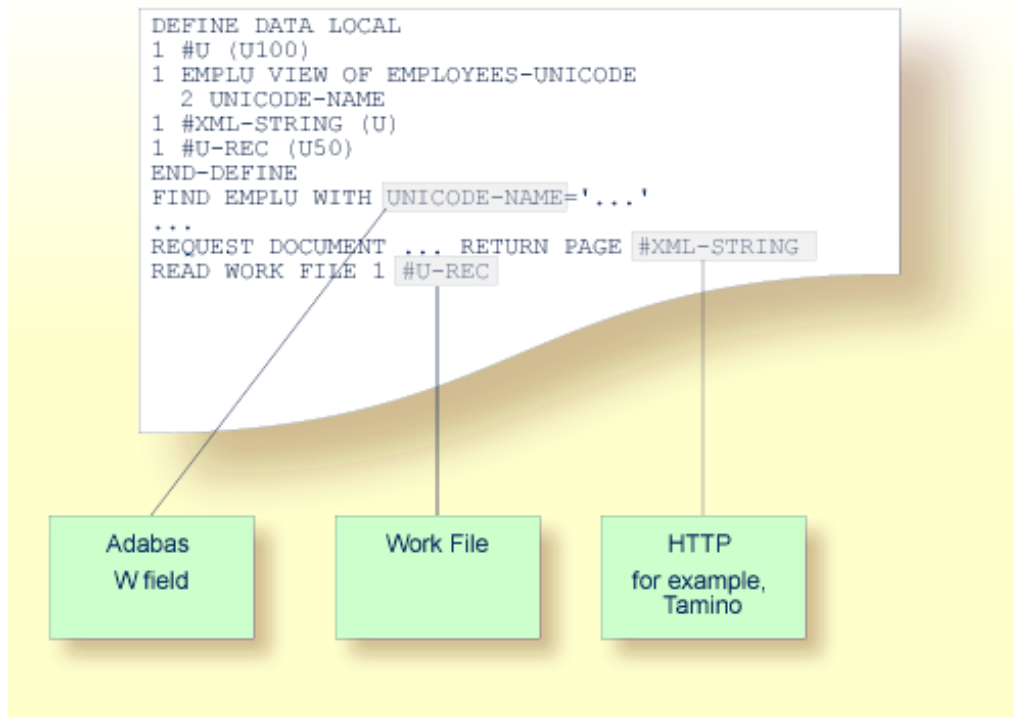 DEFINE DATA LOCAL
1 #U (U100)
1 EMPLU VIEW OF EMPLOYEES-UNICODE
  2 UNICODE-NAME
1 #XML-STRING (U)
1 #U-REC (U50)
END-DEFINE
FIND EMPLU WITH UNICODE-NAME='...'
...
REQUEST DOCUMENT ... RETURN PAGE #XML-STRING
READ WORK FILE 1 #U-REC
Adabas
W field
Work File
HTTP
for example,
Tamino